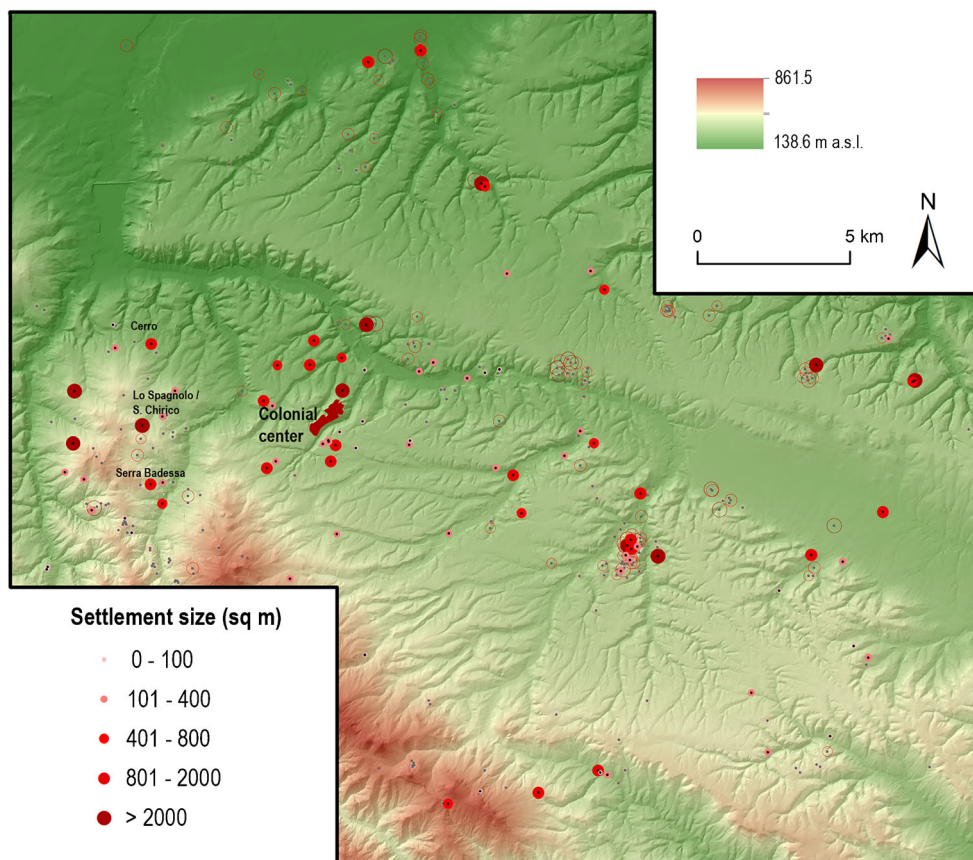 861.5
138.6 m a.s.l.
N
0 5 km
Cerro
Lo Spagnolo /
S. Chirico
Colonial
center
Serra Badessa
Settlement size (sq m)
0 - 100
101 - 400
401 - 800
801 - 2000
> 2000